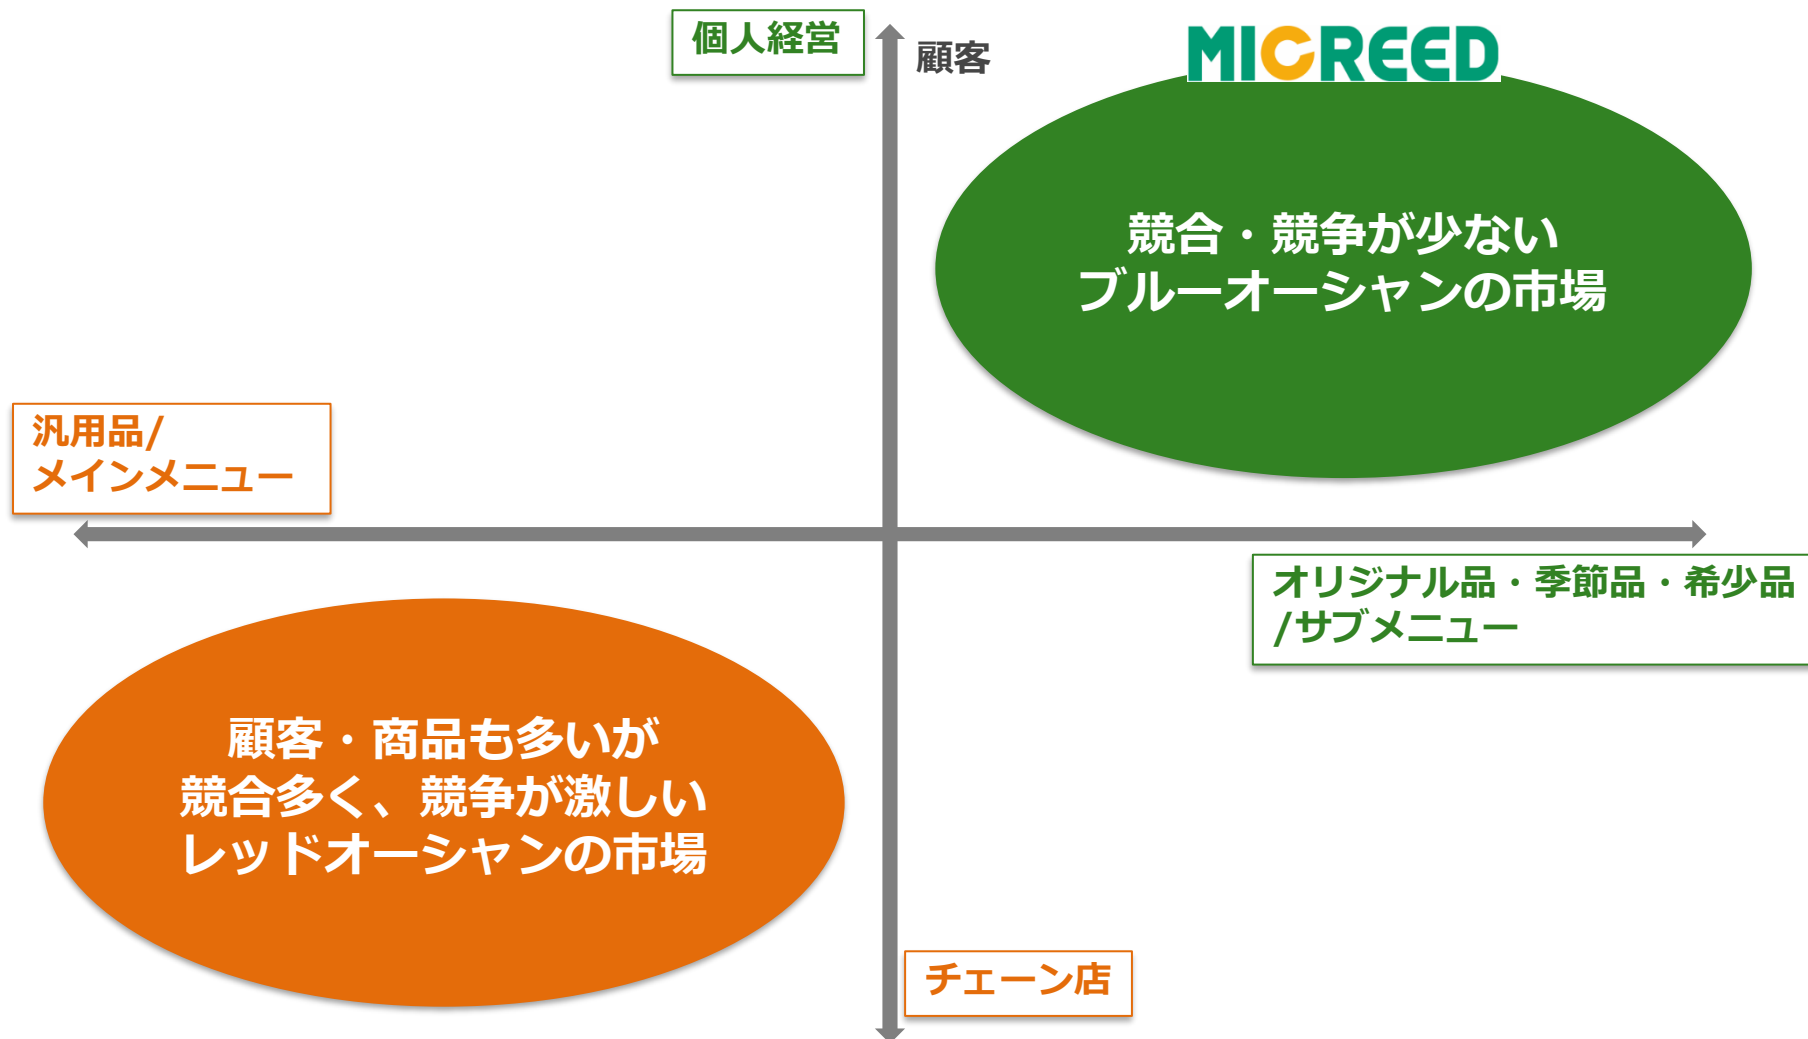 個人経営
顧客
MICREED
競合・競争が少ない
ブルーオーシャンの市場
汎用品/
メインメニュー
オリジナル品・季節品・希少品
/サブメニュー
顧客・商品も多いが
競合多く、競争が激しい
レッドオーシャンの市場
チェーン店